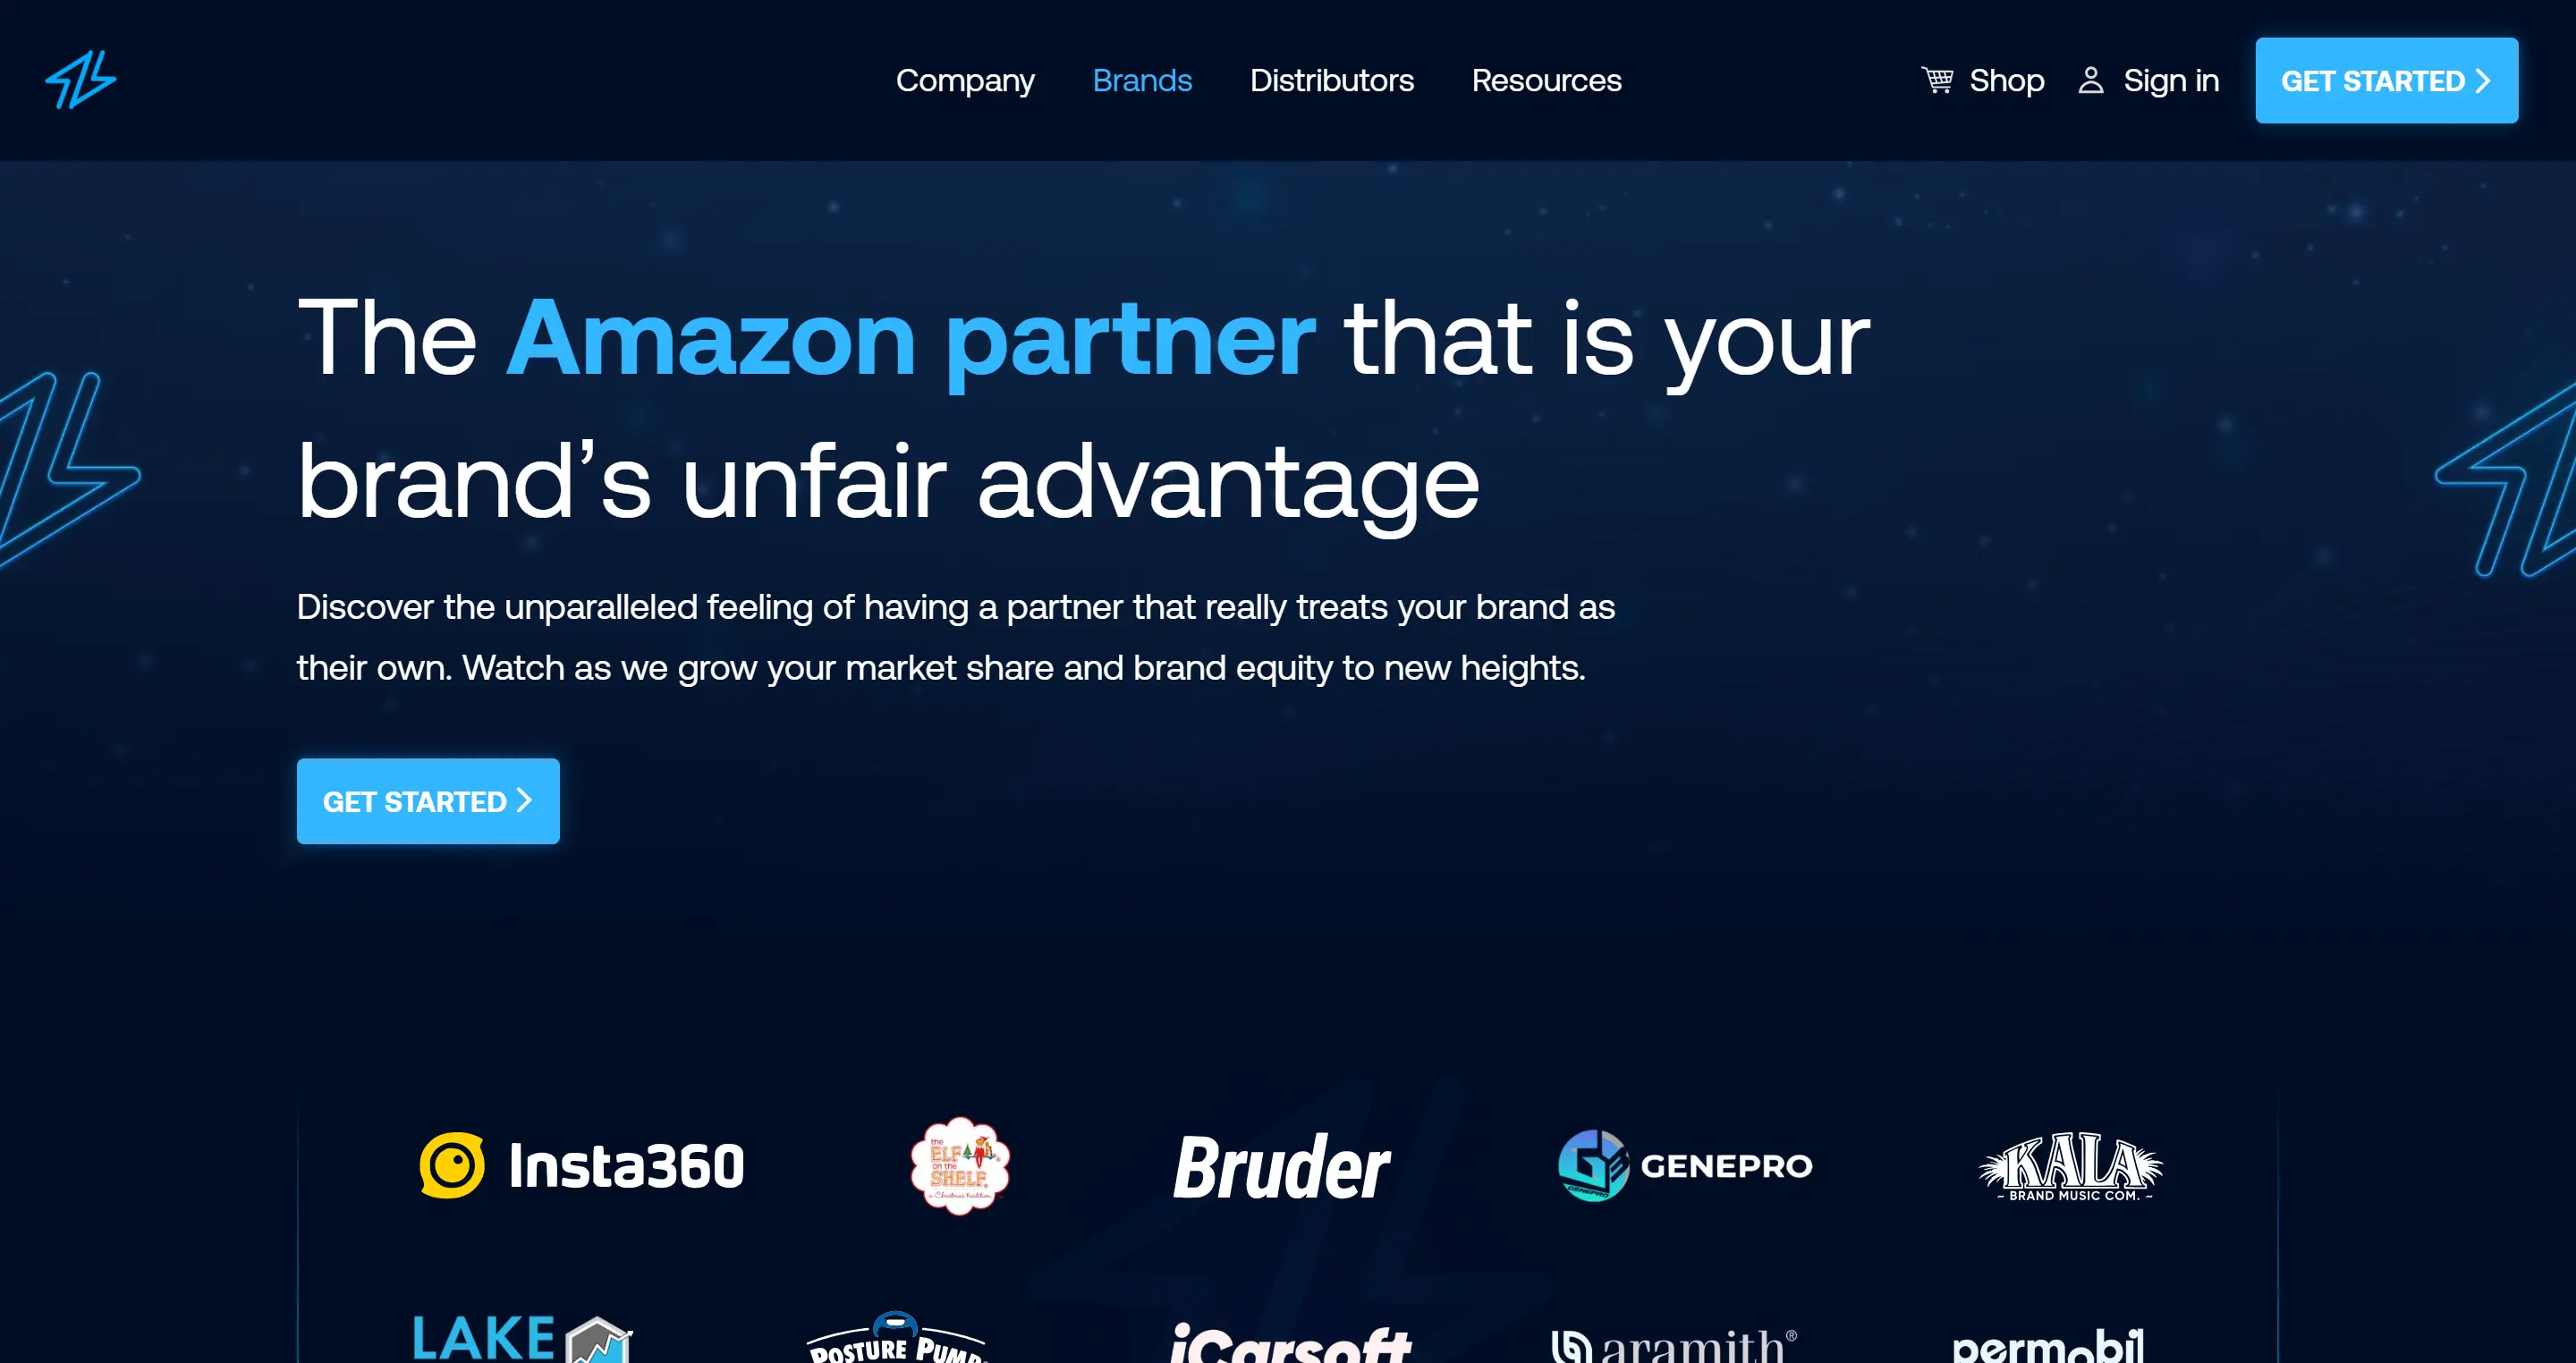 Company
Brands
Distributors
Resources
Shop
Sign in
GET STARTED
The Amazon partner that is your
brand’s unfair advantage
Discover the unparalleled feeling of having a partner that really treats your brand as
their own. Watch as we grow your market share and brand equity to new heights.
GET STARTED
Insta360
the
ELF
on the
SHELF
a Christmas tradition
Bruder
GENEPRO
GENEPRO
KALA
~ BRAND MUSIC COM. ~
LAKE
POSTURE PUMP
iCarsoft
aramith®
permobil